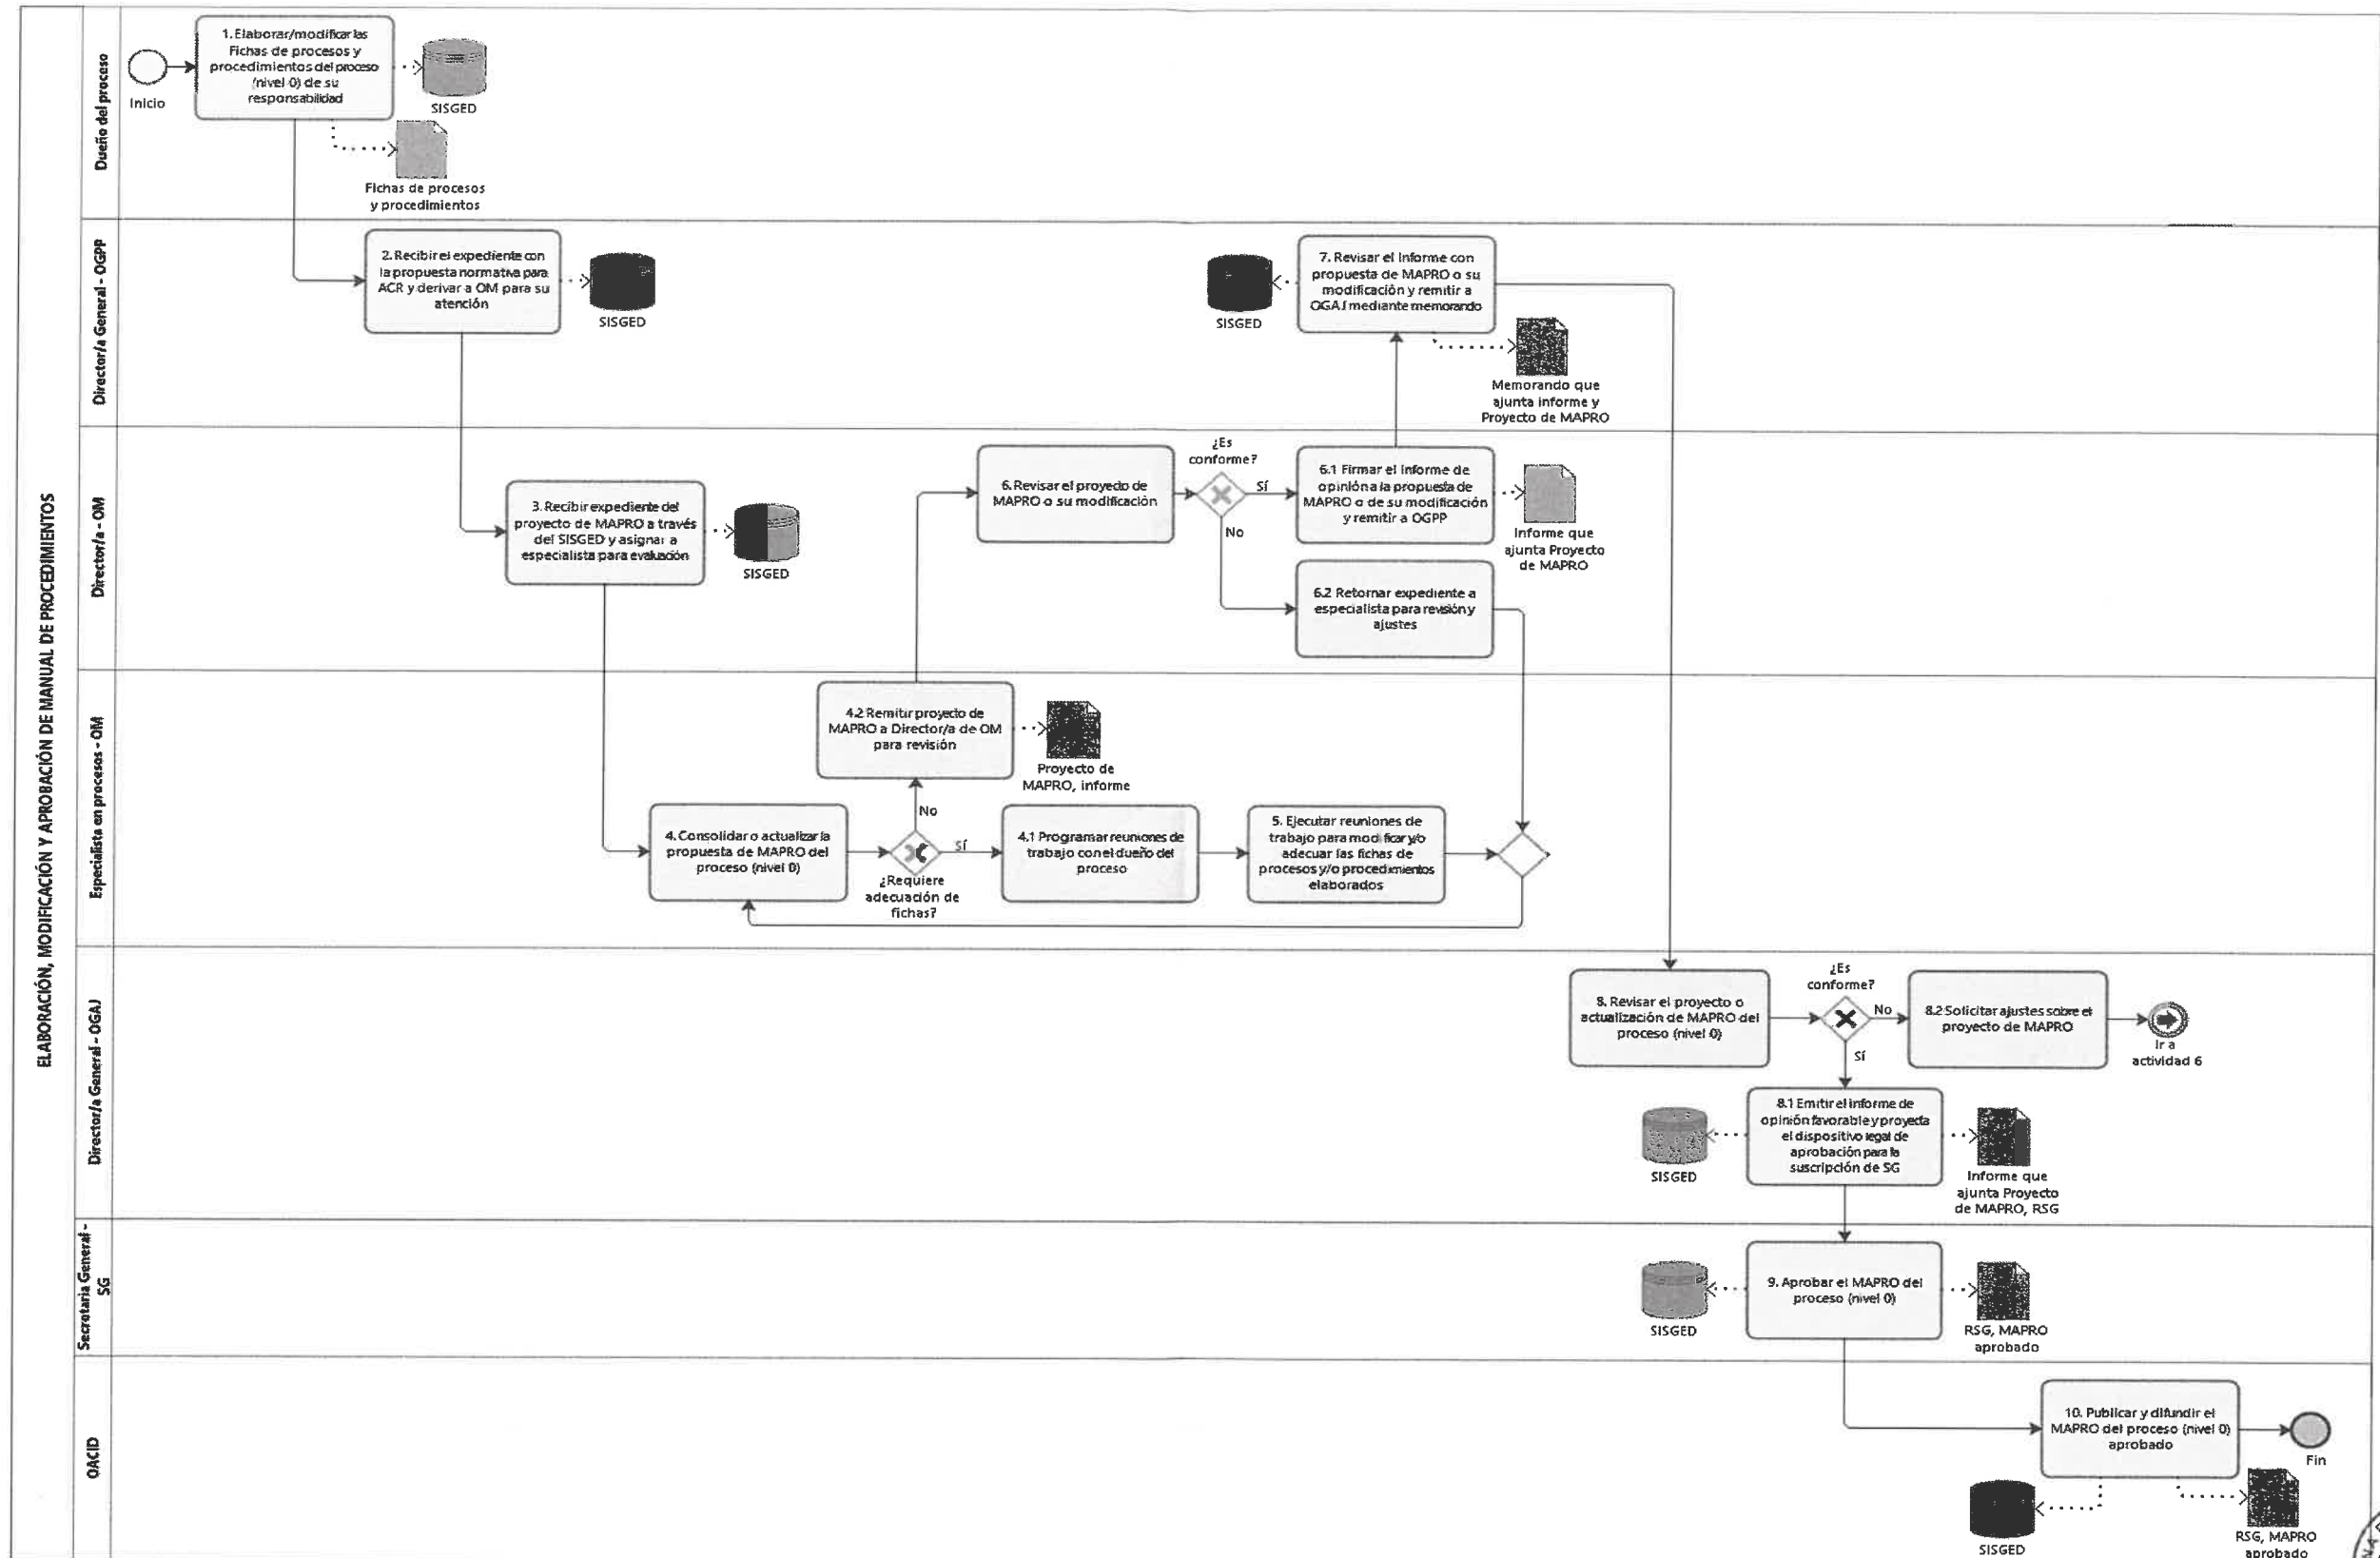 ELABORACIÓN, MODIFICACIÓN Y APROBACIÓN DE MANUAL DE PROCEDIMIENTOS
Dueño del proceso
Inicio
1. Elaborar/modificar las
Fichas de procesos y
procedimientos del proceso
(nivel 0) de su
responsabilidad
SISGED
Fichas de procesos
y procedimientos
Director/a General - OGPP
2. Recibir el expediente con
la propuesta normativa para
ACR y derivar a OM para su
atención
SISGED
SISGED
7. Revisar el Informe con
propuesta de MAPRO o su
modificación y remitir a
OGAJ mediante memorando
Memorando que
ajunta informe y
Proyecto de MAPRO
Director/a - OM
3. Recibir expediente del
proyecto de MAPRO a través
del SISGED y asignar a
especialista para evaluación
SISGED
6. Revisar el proyecto de
MAPRO o su modificación
¿Es
conforme?
Sí
No
6.1 Firmar el Informe de
opinión a la propuesta de
MAPRO o de su modificación
y remitir a OGPP
Informe que
ajunta Proyecto
de MAPRO
6.2 Retornar expediente a
especialista para revisión y
ajustes
Especialista en procesos - OM
4.2 Remitir proyecto de
MAPRO a Director/a de OM
para revisión
Proyecto de
MAPRO, informe
4. Consolidar o actualizar la
propuesta de MAPRO del
proceso (nivel 0)
No
Sí
¿Requiere
adecuación de
fichas?
4.1 Programar reuniones de
trabajo con el dueño del
proceso
5. Ejecutar reuniones de
trabajo para modificar y/o
adecuar las fichas de
procesos y/o procedimientos
elaborados
Director/a General - OGAJ
8. Revisar el proyecto o
actualización de MAPRO del
proceso (nivel 0)
¿Es
conforme?
No
Sí
8.2 Solicitar ajustes sobre el
proyecto de MAPRO
Ir a
actividad 6
8.1 Emitir el informe de
opinión favorable y proyecta
el dispositivo legal de
aprobación para la
suscripción de SG
SISGED
Informe que
ajunta Proyecto
de MAPRO, RSG
Secretaria General -
SG
9. Aprobar el MAPRO del
proceso (nivel 0)
SISGED
RSG, MAPRO
aprobado
OACID
10. Publicar y difundir el
MAPRO del proceso (nivel 0)
aprobado
Fin
SISGED
RSG, MAPRO
aprobado